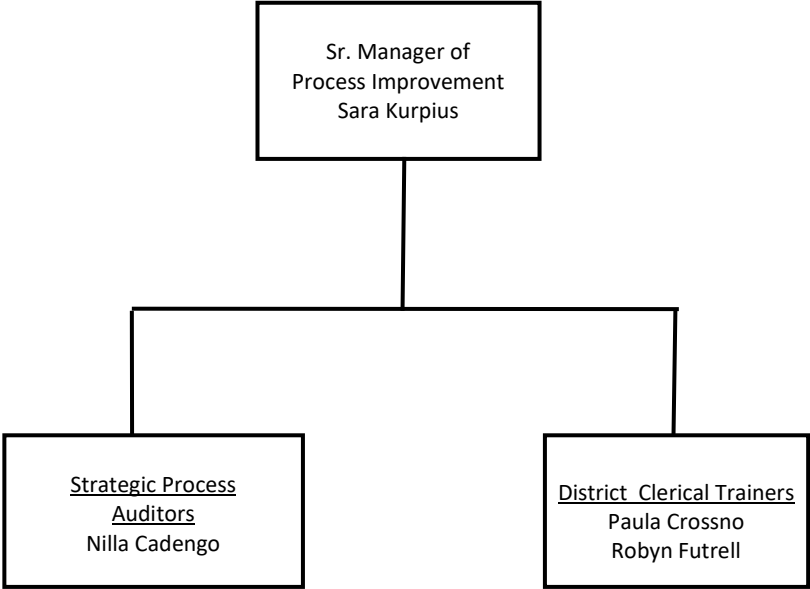 Sr. Manager of
Process Improvement
Sara Kurpius
Strategic Process
Auditors
Nilla Cadengo
District  Clerical Trainers
Paula Crossno
Robyn Futrell